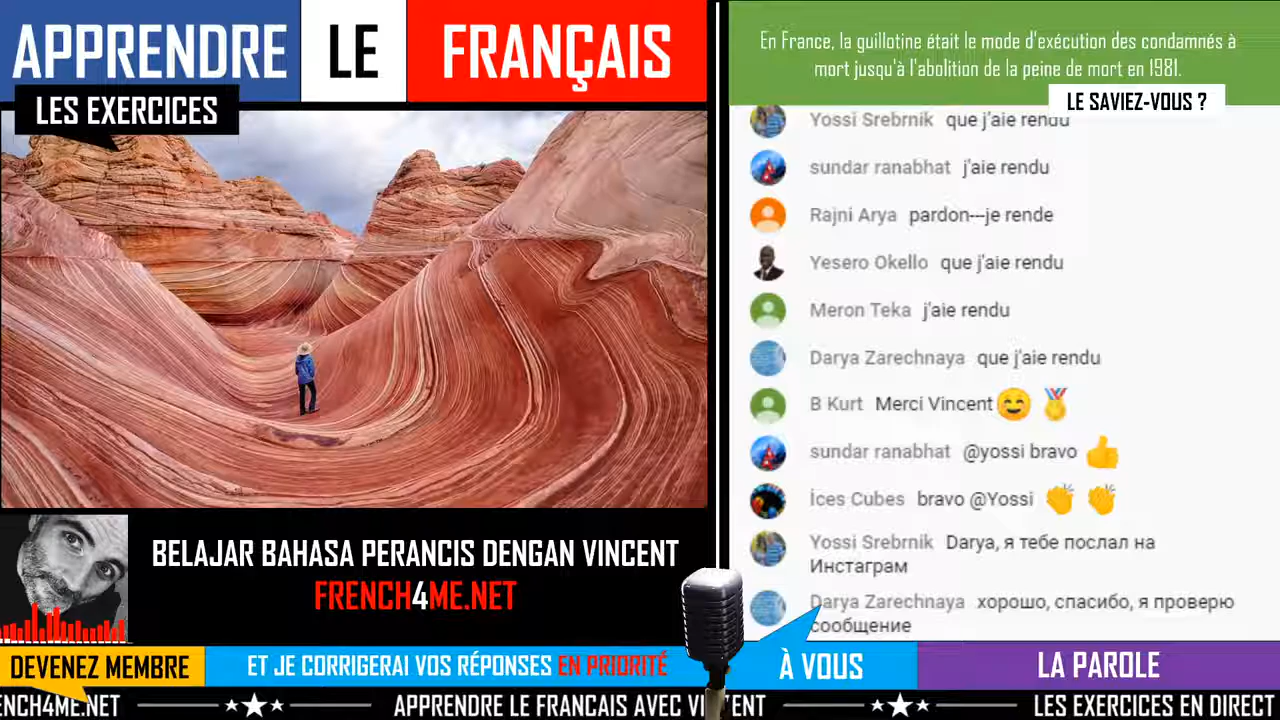 APPRENDRE LE FRANÇAIS
LES EXERCICES
En France, la guillotine était le mode d'exécution des condamnés à
mort jusqu'à l'abolition de la peine de mort en 1981.
LE SAVIEZ-VOUS ?
Yossi Srebrnik que j'aie rendu
sundar ranabhat j'aie rendu
Rajni Arya pardon---je rende
Yesero Okello que j'aie rendu
Meron Teka j'aie rendu
Darya Zarechnaya que j'aie rendu
B Kurt Merci Vincent
sundar ranabhat @yossi bravo
İces Cubes bravo @Yossi
Yossi Srebrnik Darya, я тебе послал на
Инстаграм
Darya Zarechnaya хорошо, спасибо, я проверю
сообщение
BELAJAR BAHASA PERANCIS DENGAN VINCENT
FRENCH4ME.NET
DEVENEZ MEMBRE
ET JE CORRIGERAI VOS RÉPONSES EN PRIORITÉ
À VOUS
LA PAROLE
ENCH4ME.NET
APPRENDRE LE FRANCAIS AVEC VI ENT
LES EXERCICES EN DIRECT